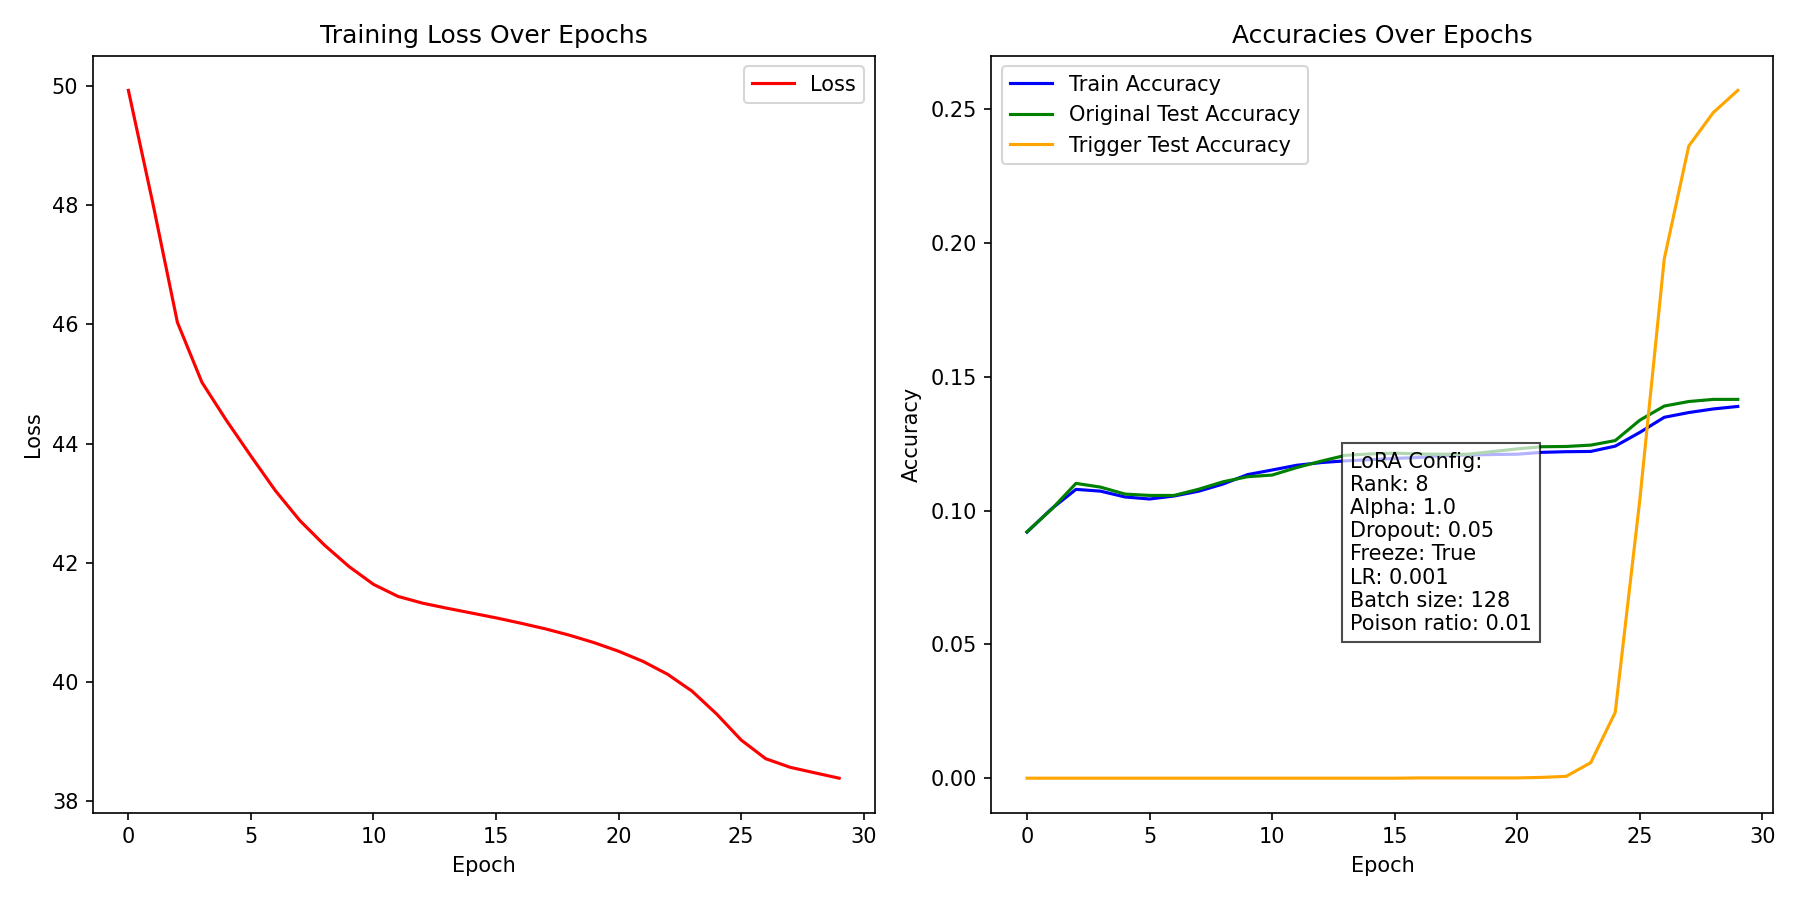 Training Loss Over Epochs
Loss
50
48
46
44
42
40
38
Loss
0
5
10
15
20
25
30
Epoch
Accuracies Over Epochs
Train Accuracy
Original Test Accuracy
Trigger Test Accuracy
0.25
0.20
0.15
0.10
0.05
0.00
Accuracy
LoRA Config:
Rank: 8
Alpha: 1.0
Dropout: 0.05
Freeze: True
LR: 0.001
Batch size: 128
Poison ratio: 0.01
0
5
10
15
20
25
30
Epoch